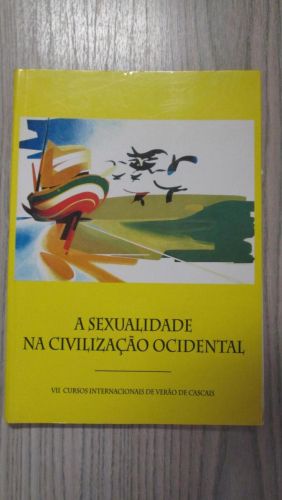 A SEXUALIDADE
NA CIVILIZAÇÃO OCIDENTAL
VII CURSOS INTERNACIONAIS DE VERÃO DE CASCAIS